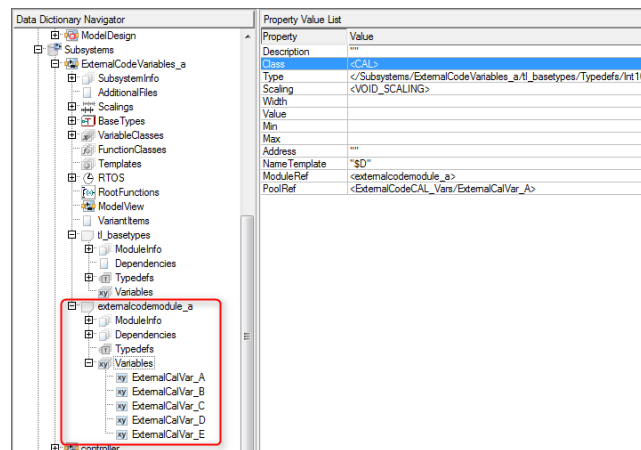 Data Dictionary Navigator
ModelDesign
Subsystems
ExternalCodeVariables_a
SubsystemInfo
AdditionalFiles
Scalings
BaseTypes
VariableClasses
FunctionClasses
Templates
RTOS
RootFunctions
ModelView
VariantItems
tl_basetypes
ModuleInfo
Dependencies
Typedefs
Variables
externalcodemodule_a
ModuleInfo
Dependencies
Typedefs
Variables
ExternalCalVar_A
ExternalCalVar_B
ExternalCalVar_C
ExternalCalVar_D
ExternalCalVar_E
controller
Property Value List
Property Value
Description ""
Class <CAL>
Type </Subsystems/ExternalCodeVariables_a/tl_basetypes/Typedefs/Int1
Scaling <VOID_SCALING>
Width
Value
Min
Max
Address ""
NameTemplate "$D"
ModuleRef <externalcodemodule_a>
PoolRef <ExternalCodeCAL_Vars/ExternalCalVar_A>